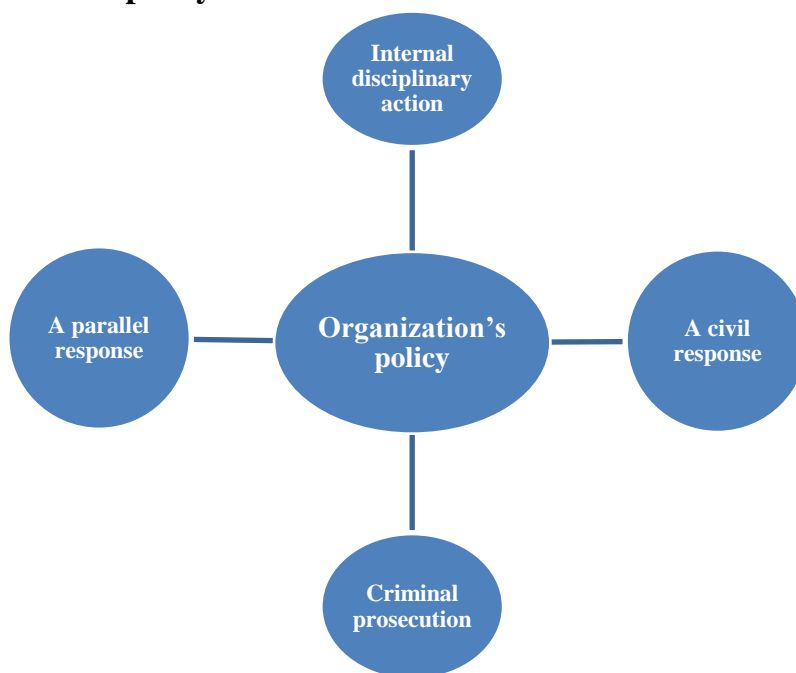 Internal
disciplinary
action
A parallel
response
Organization’s
policy
A civil
response
Criminal
prosecution